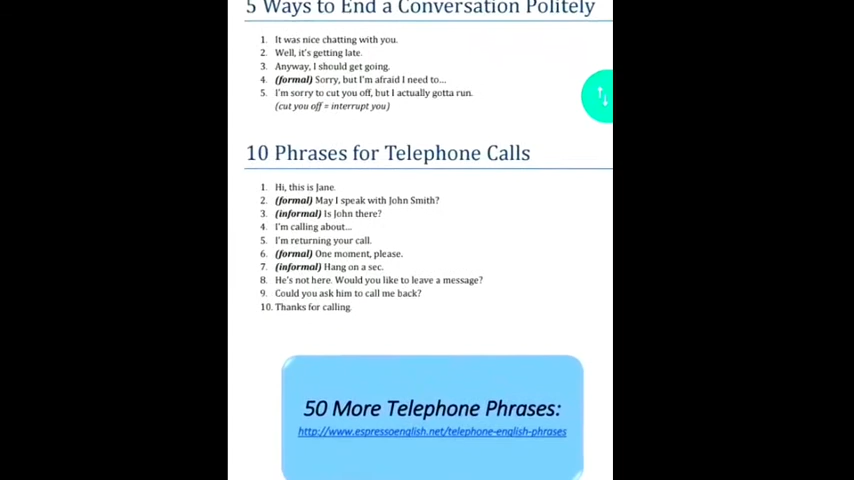 5 Ways to End a Conversation Politely
1. It was nice chatting with you.
2. Well, it's getting late.
3. Anyway, I should get going.
4. (formal) Sorry, but I'm afraid I need to...
5. I'm sorry to cut you off, but I actually gotta run.
(cut you off = interrupt you)
10 Phrases for Telephone Calls
1. Hi, this is Jane.
2. (formal) May I speak with John Smith?
3. (informal) Is John there?
4. I'm calling about...
5. I'm returning your call.
6. (formal) One moment, please.
7. (informal) Hang on a sec.
8. He's not here. Would you like to leave a message?
9. Could you ask him to call me back?
10. Thanks for calling.
50 More Telephone Phrases:
http://www.espressoenglish.net/telephone-english-phrases